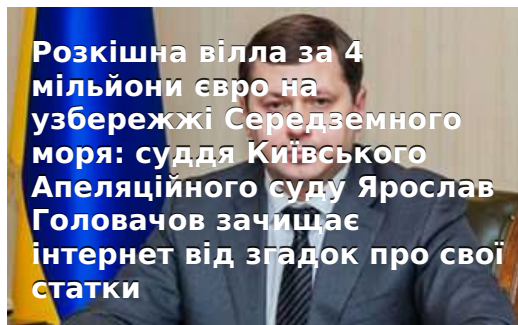 Розкішна вілла за 4
мільйони євро на
узбережжі Середземного
моря: суддя Київського
Апеляційного суду Ярослав
Головачов зачищає
інтернет від згадок про свої
статки